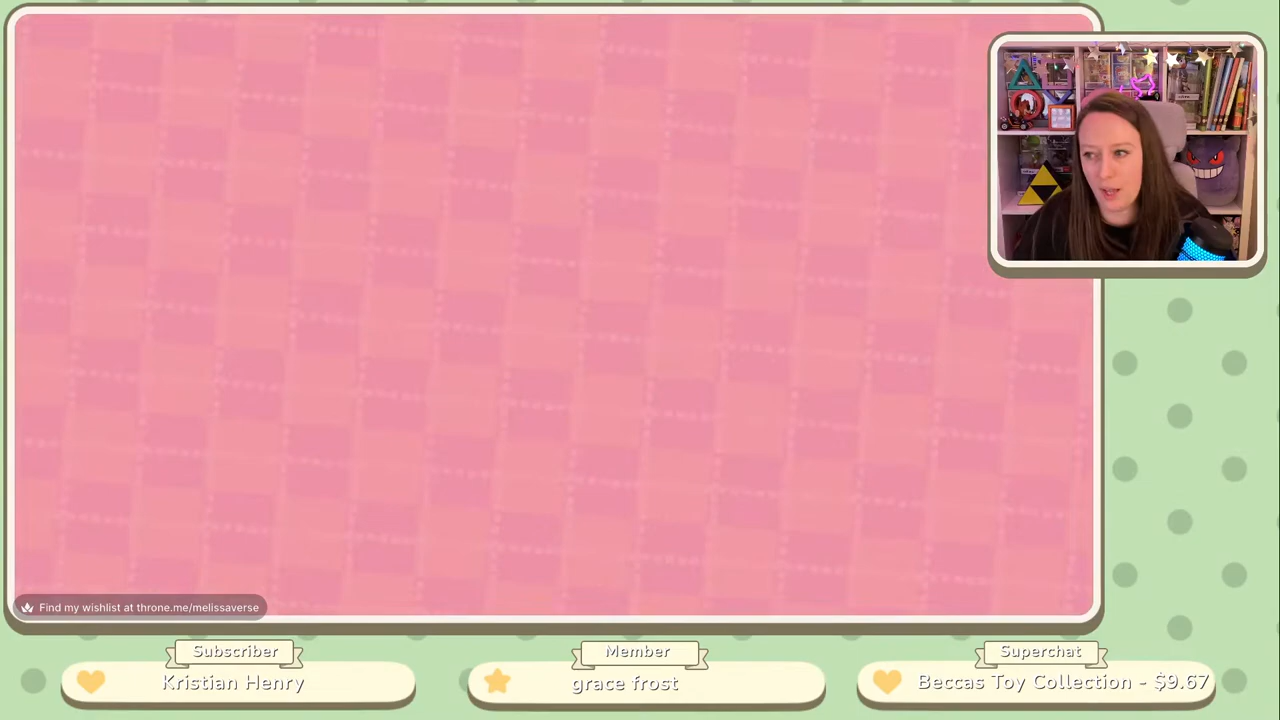 Find my wishlist at throne.me/melissaverse
Subscriber
Kristian Henry
Member
grace frost
Superchat
Beccas Toy Collection - $9.67